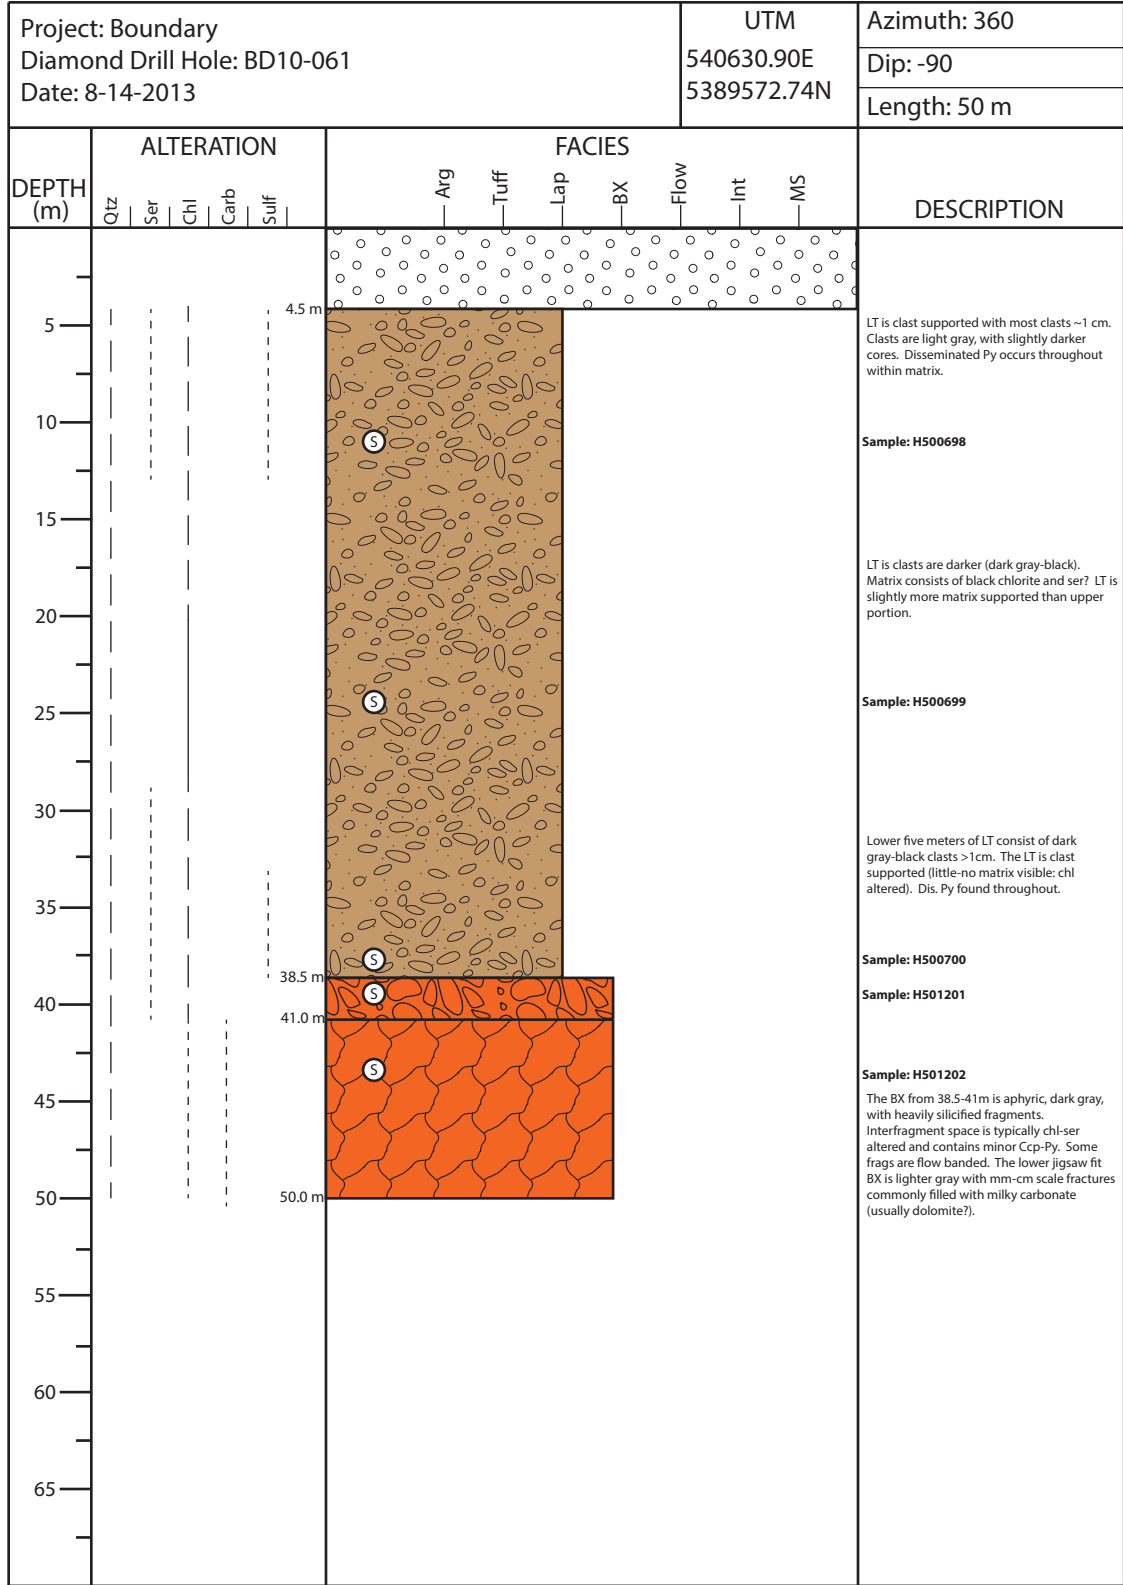 Project: Boundary
Diamond Drill Hole: BD10-061
Date: 8-14-2013
UTM
540630.90E
5389572.74N
Azimuth: 360
Dip: -90
Length: 50 m
DEPTH
(m)
ALTERATION
Qtz
Ser
Chl
Carb
Sulf
FACIES
Arg
Tuff
Lap
BX
Flow
Int
MS
DESCRIPTION
4.5 m
5
LT is clast supported with most clasts ~1 cm.
Clasts are light gray, with slightly darker
cores. Disseminated Py occurs throughout
within matrix.
10
S
Sample: H500698
15
LT is clasts are darker (dark gray-black).
Matrix consists of black chlorite and ser? LT is
slightly more matrix supported than upper
portion.
20
S
Sample: H500699
25
30
Lower five meters of LT consist of dark
gray-black clasts >1cm. The LT is clast
supported (little-no matrix visible: chl
altered). Dis. Py found throughout.
35
S
Sample: H500700
38.5 m
S
Sample: H501201
40
41.0 m
S
Sample: H501202
The BX from 38.5-41m is aphyric, dark gray,
with heavily silicified fragments.
Interfragment space is typically chl-ser
altered and contains minor Ccp-Py. Some
frags are flow banded. The lower jigsaw fit
BX is lighter gray with mm-cm scale fractures
commonly filled with milky carbonate
(usually dolomite?).
45
50
50.0 m
55
60
65